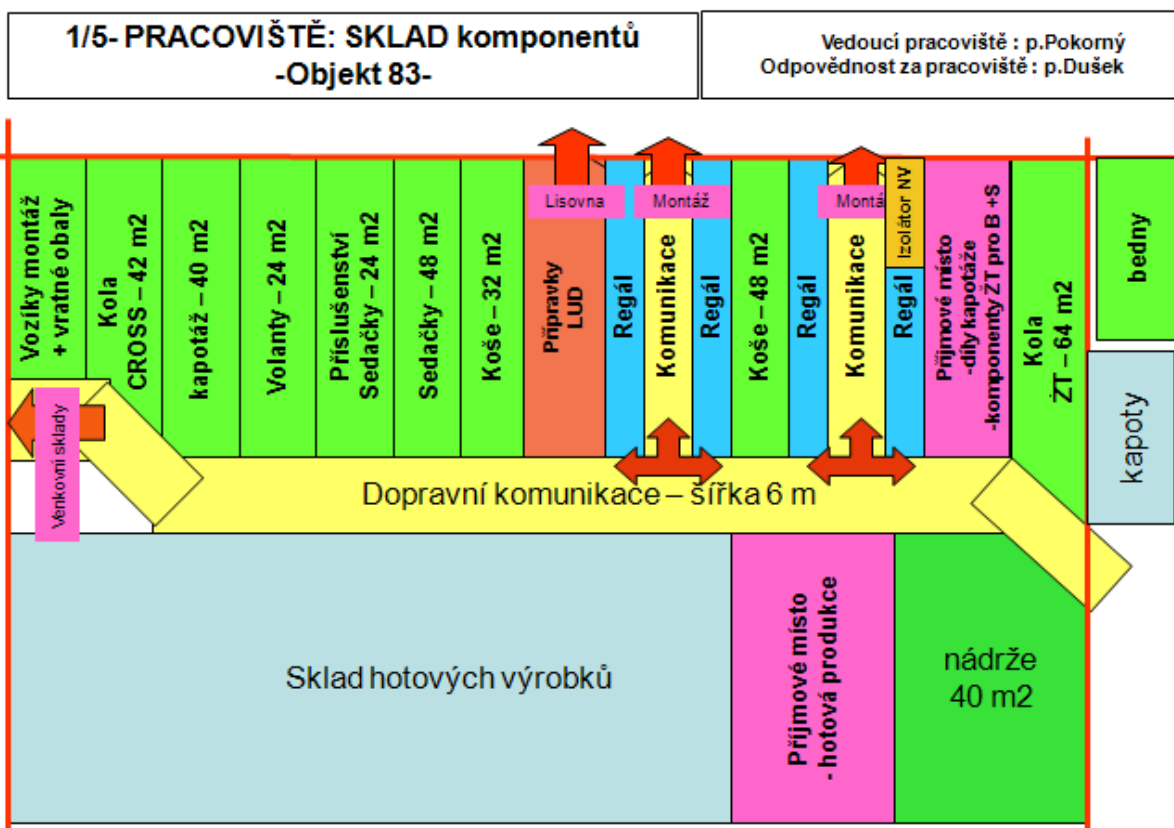 1/5- PRACOVIŠTĚ: SKLAD komponentů
-Objekt 83-
Vedoucí pracoviště : p.Pokorný
Odpovědnost za pracoviště : p.Dušek
Vozíky montáž
+ vratné obaly
Kola
CROSS – 42 m2
kapotáž – 40 m2
Volanty – 24 m2
Příslušenství
Sedačky – 24 m2
Sedačky – 48 m2
Koše – 32 m2
Lisovna
Přípravky
LUD
Regál
Montáž
Komunikace
Regál
Koše – 48 m2
Regál
Montá
Komunikace
Izolátor NV
Regál
Příjmové místo
-díly kapotáže
-komponenty ŽT pro B +S
Kola
ŻT – 64 m2
bedny
kapoty
Venkovní sklady
Dopravní komunikace – šířka 6 m
Sklad hotových výrobků
Příjmové místo
- hotová produkce
nádrže
40 m2